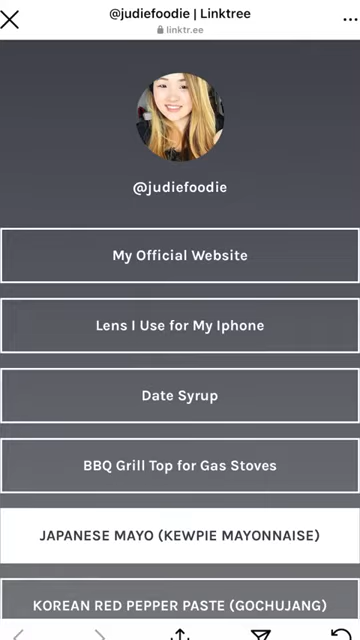 @judiefoodie | Linktree
linktr.ee
@judiefoodie
My Official Website
Lens I Use for My Iphone
Date Syrup
BBQ Grill Top for Gas Stoves
JAPANESE MAYO (KEWPIE MAYONNAISE)
KOREAN RED PEPPER PASTE (GOCHUJANG)